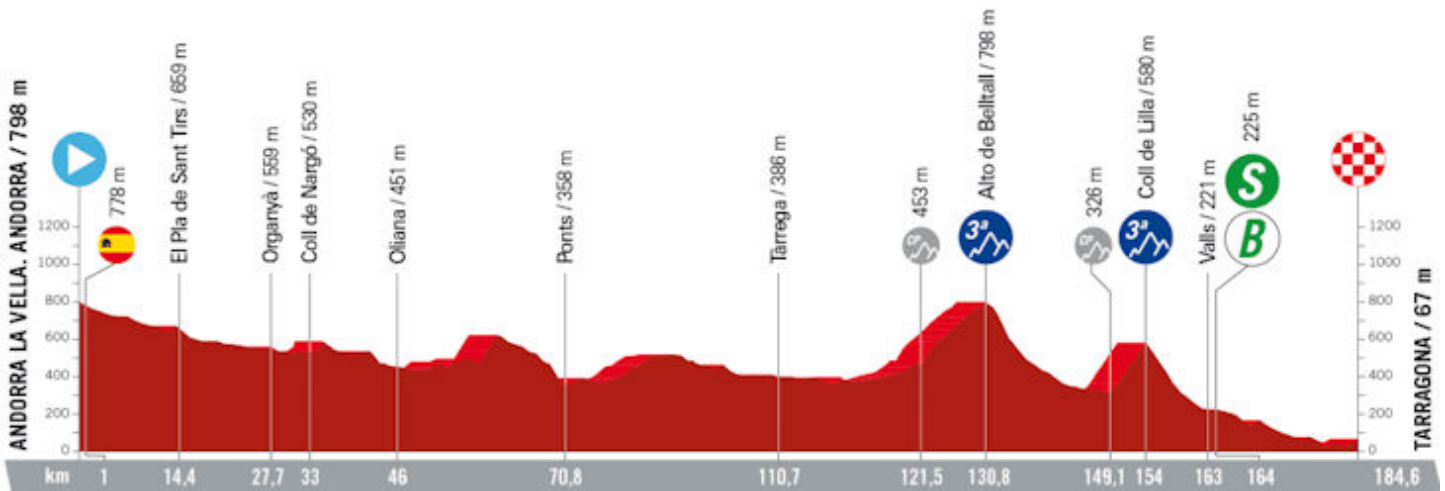 ANDORRA LA VELLA. ANDORRA / 798 m
778 m
El Pla de Sant Tirs / 659 m
Organyà / 559 m
Coll de Nargó / 530 m
Oliana / 451 m
Ponts / 358 m
Tarrega / 386 m
453 m
CP
Alto de Belltall / 798 m
3ª
326 m
CP
Coll de Lilla / 580 m
3ª
Valls / 221 m
225 m
S
B
TARRAGONA / 67 m
1200
1000
800
600
400
200
0
1200
1000
800
600
400
200
0
km 1 14,4 27,7 33 46 70,8 110,7 121,5 130,8 149,1 154 163 164 184,6